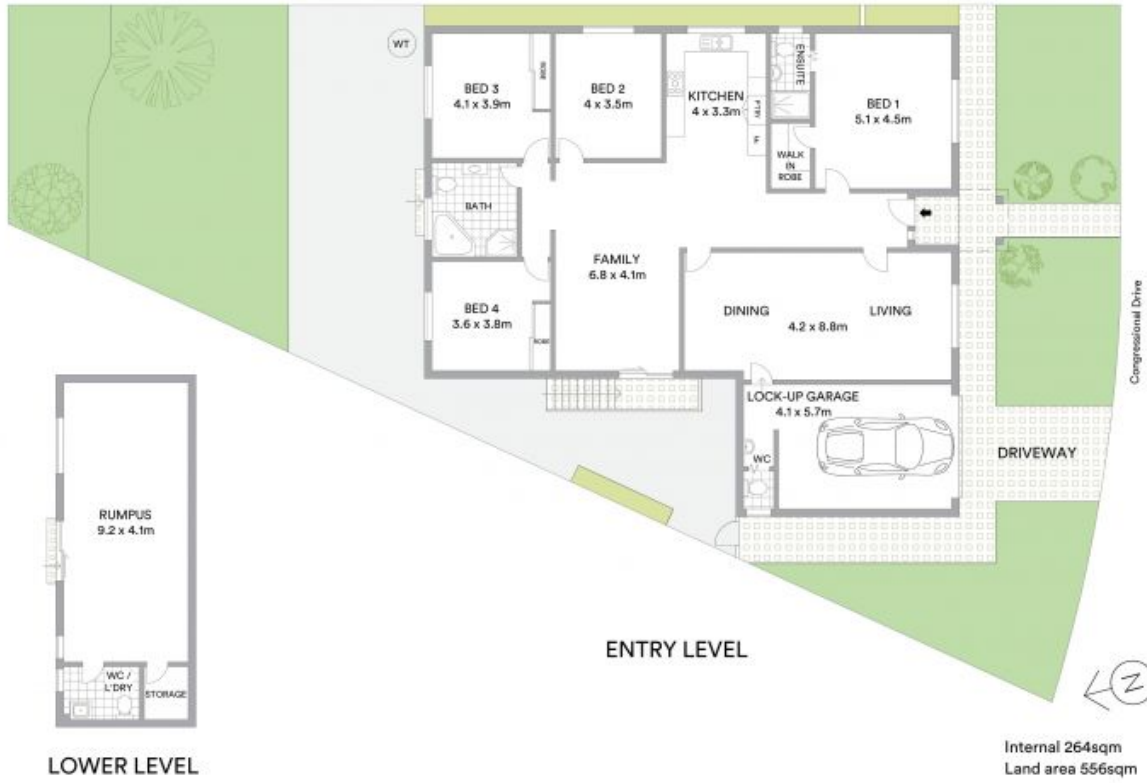 WT
BED 3
4.1 x 3.9m
ROBE
BED 2
4 x 3.5m
KITCHEN
4 x 3.3m
PTRY
ENSUITE
WALK
IN
ROBE
BED 1
5.1 x 4.5m
BATH
BED 4
3.6 x 3.8m
ROBE
FAMILY
6.8 x 4.1m
DINING
LIVING
4.2 x 8.8m
LOCK-UP GARAGE
4.1 x 5.7m
WC
DRIVEWAY
Congressional Drive
RUMPUS
9.2 x 4.1m
WC /
L'DRY
STORAGE
ENTRY LEVEL
LOWER LEVEL
N
Internal 264sqm
Land area 556sqm